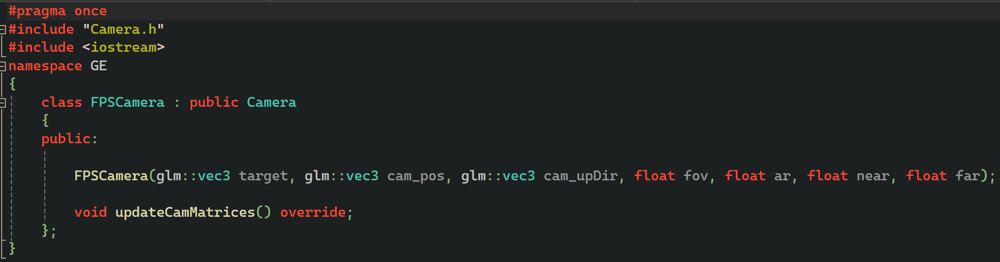 #pragma once
#include "Camera.h"
#include <iostream>
namespace GE
{
    class FPSCamera : public Camera
    {
    public:
        FPSCamera(glm::vec3 target, glm::vec3 cam_pos, glm::vec3 cam_upDir, float fov, float ar, float near, float far);
        void updateCamMatrices() override;
    };
}